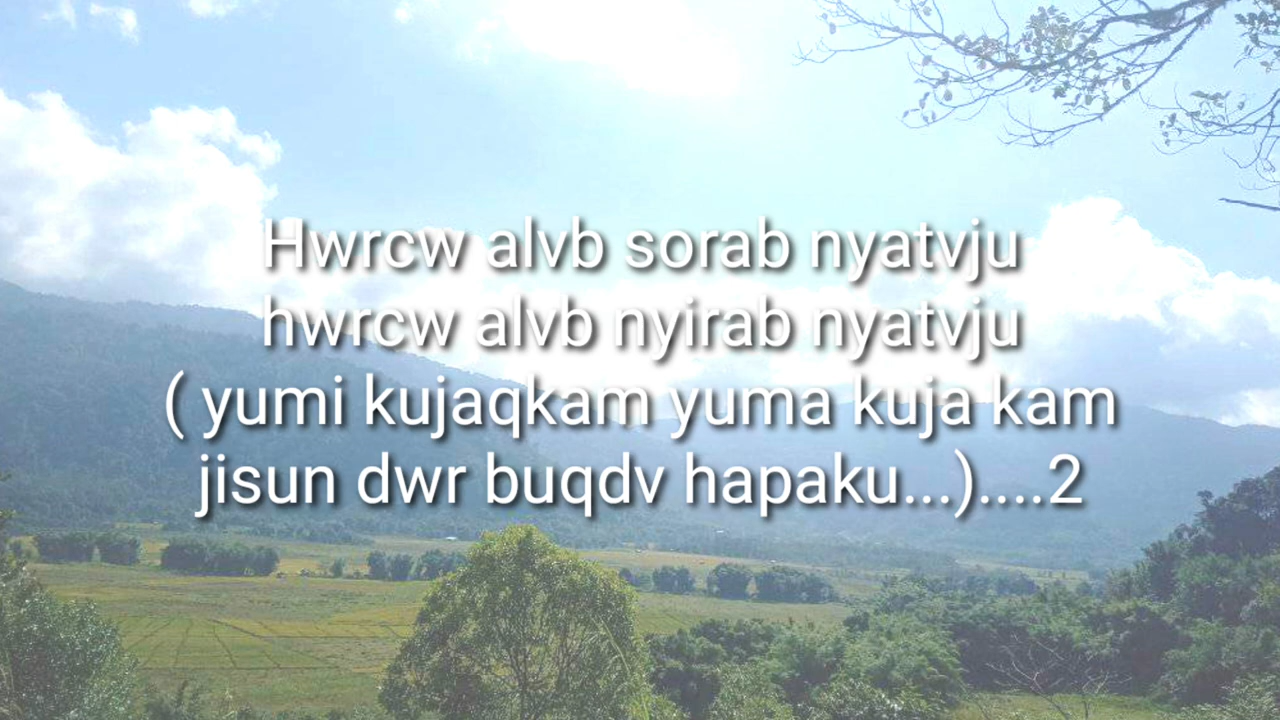 Hwrcw alvb sorab nyatvju
hwrcw alvb nyirab nyatvju
( yumi kujaqkam yuma kuja kam
jisun dwr buqdv hapaku...)....2